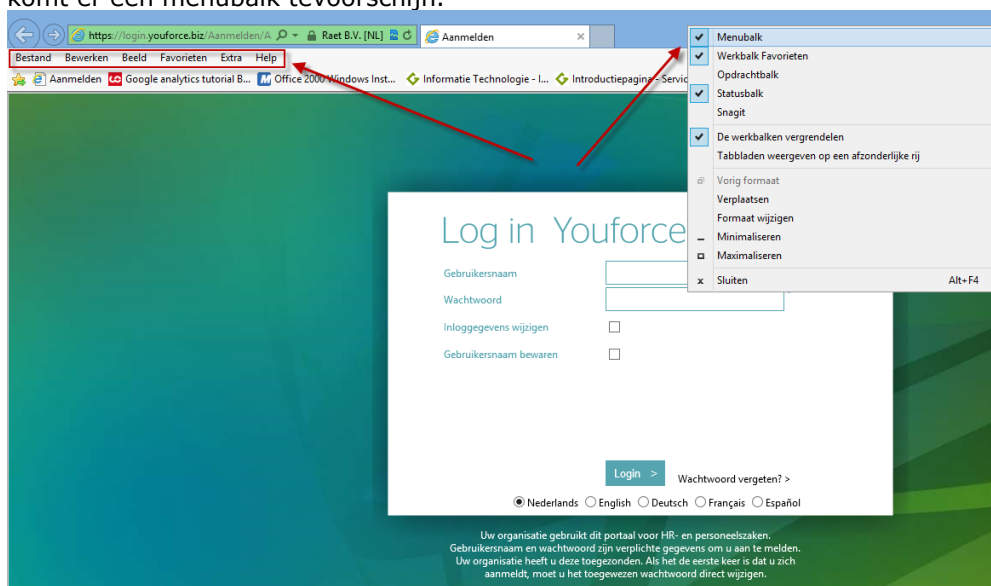 komt er een menubalk tevoorschijn.
https://login.youforce.biz/Aanmelden/A Raet B.V. [NL] Aanmelden
Bestand Bewerken Beeld Favorieten Extra Help
Aanmelden Google analytics tutorial B... Office 2000 Windows Inst... Informatie Technologie - I... Introductiepagina - Servic
Menubalk
Werkbalk Favorieten
Opdrachtbalk
Statusbalk
Snagit
De werkbalken vergrendelen
Tabbladen weergeven op een afzonderlijke rij
Vorig formaat
Verplaatsen
Formaat wijzigen
Minimaliseren
Maximaliseren
Sluiten Alt+F4
Log in Youforce
Gebruikersnaam
Wachtwoord
Inloggegevens wijzigen
Gebruikersnaam bewaren
Login > Wachtwoord vergeten? >
Nederlands English Deutsch Français Español
Uw organisatie gebruikt dit portaal voor HR- en personeelszaken.
Gebruikersnaam en wachtwoord zijn verplichte gegevens om u aan te melden.
Uw organisatie heeft u deze toegezonden. Als het de eerste keer is dat u zich
aanmeldt, moet u het toegewezen wachtwoord direct wijzigen.